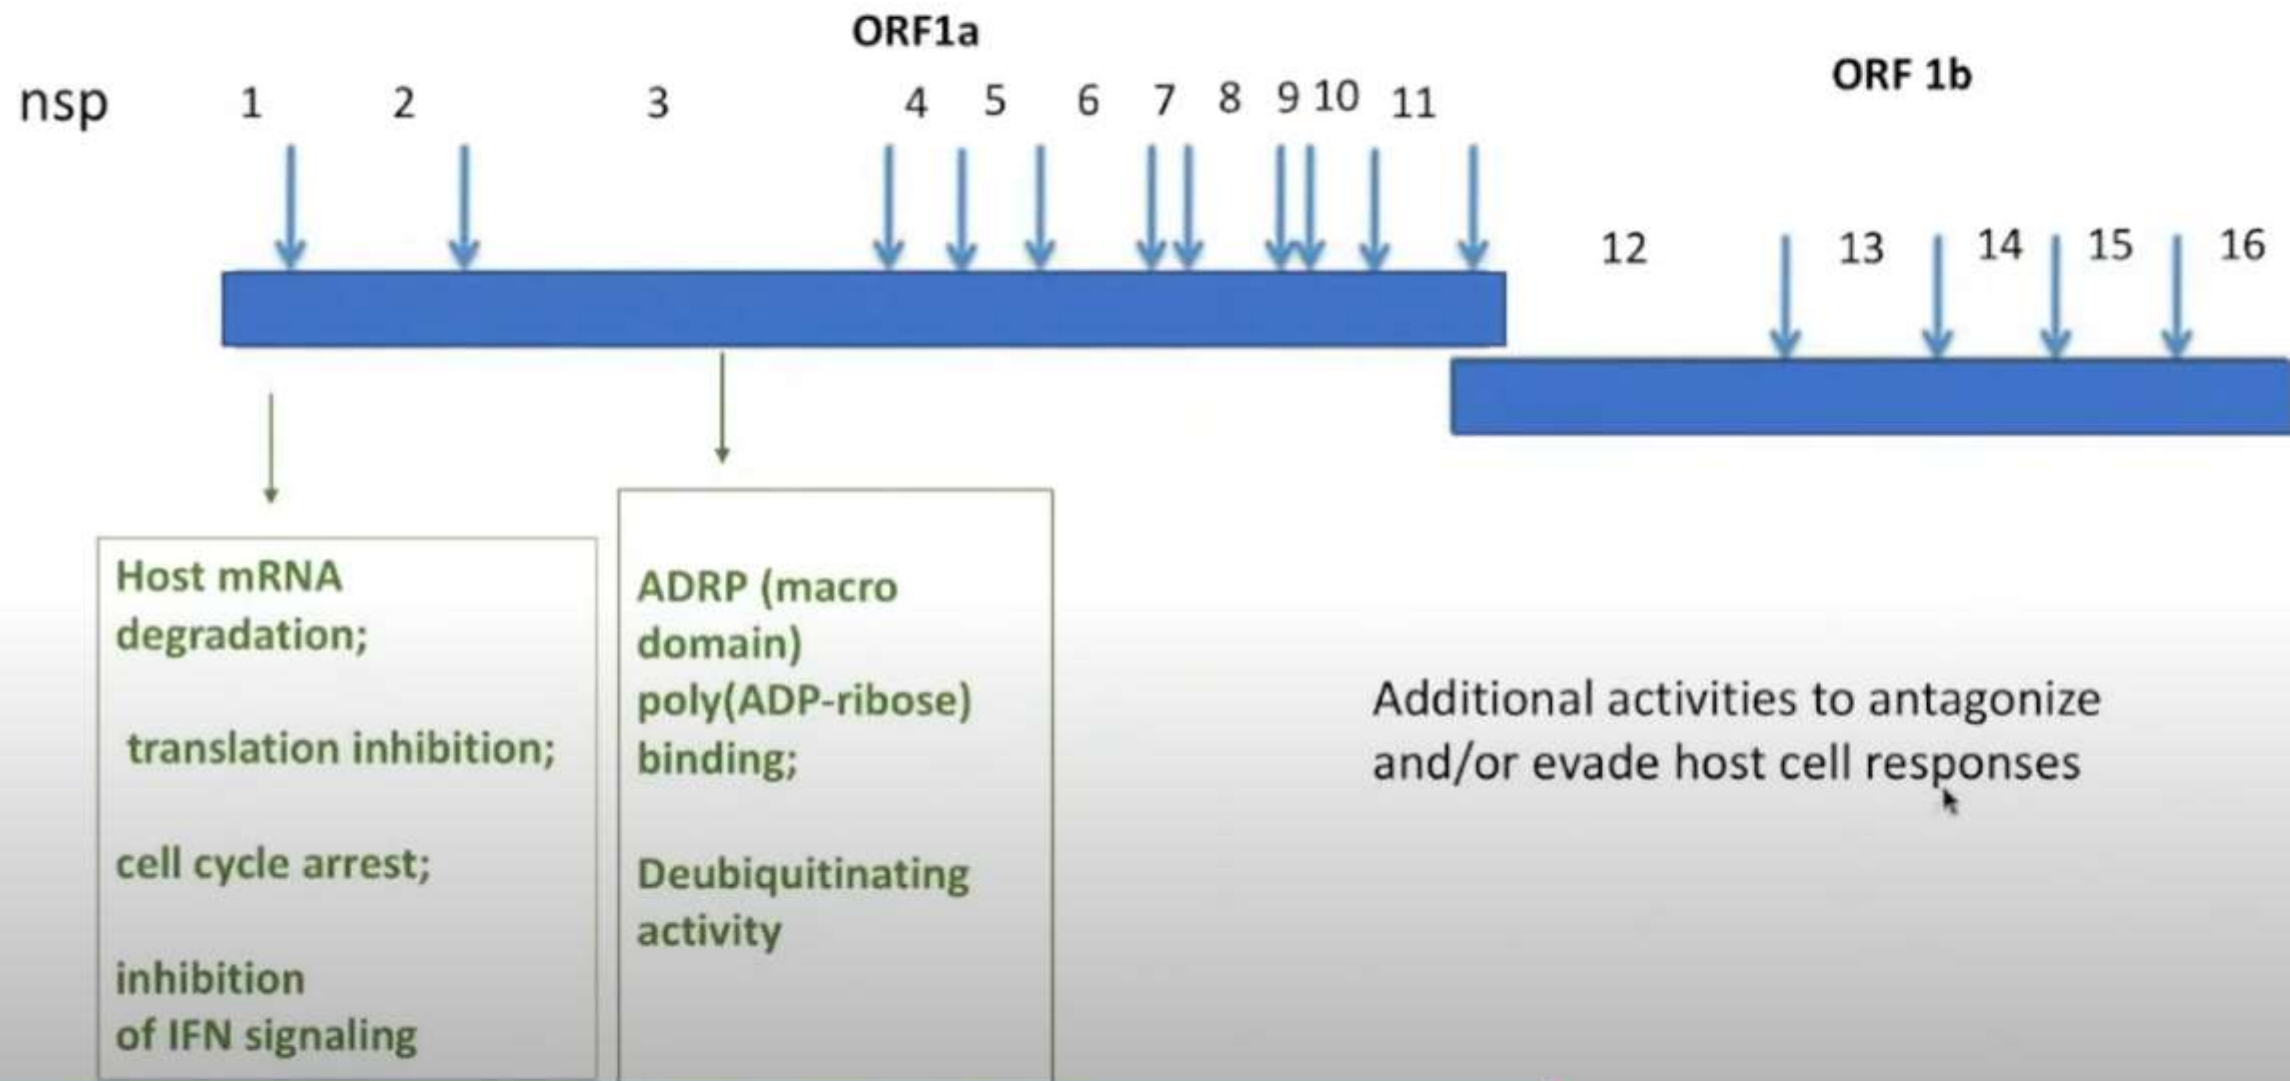 ORF1a
ORF 1b
nsp 1 2 3 4 5 6 7 8 9 10 11
12 13 14 15 16
Host mRNA
degradation;
translation inhibition;
cell cycle arrest;
inhibition
of IFN signaling
ADRP (macro
domain)
poly(ADP-ribose)
binding;
Deubiquitinating
activity
Additional activities to antagonize
and/or evade host cell responses